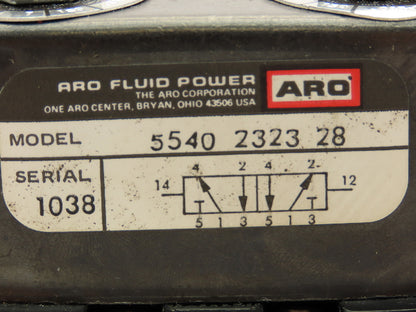 ARO FLUID POWER
THE ARO CORPORATION
ONE ARO CENTER, BRYAN, OHIO 43506 USA
ARO
MODEL 5540 2323 28
SERIAL
1038
4 2 4 2
14 12
5 1 3 5 1 3